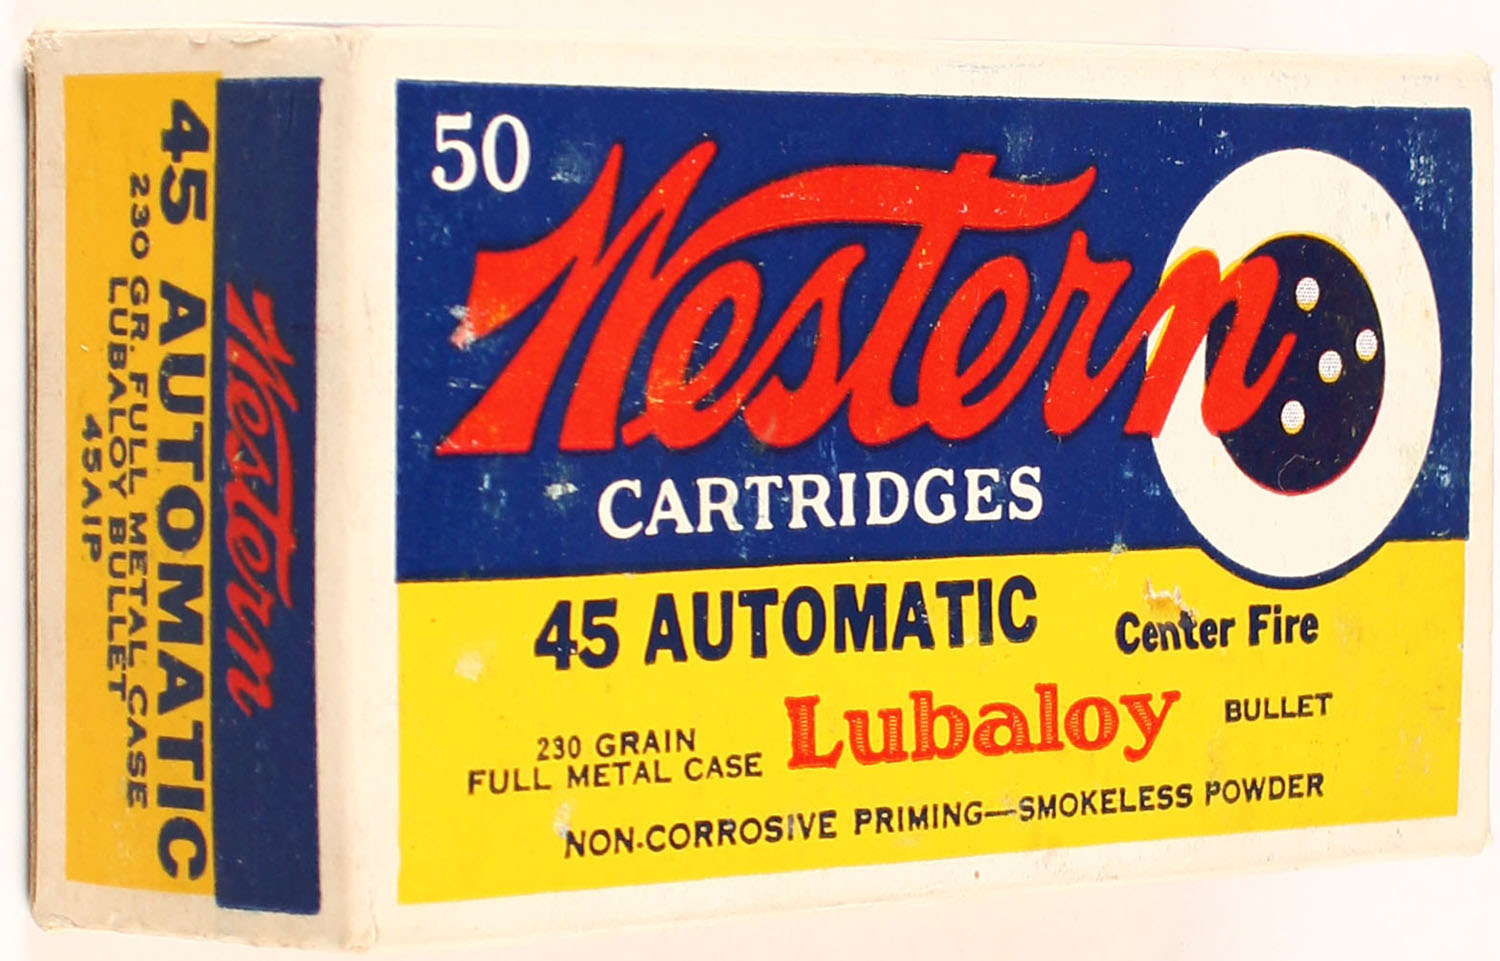 50
Western
CARTRIDGES
45 AUTOMATIC
Center Fire
230 GRAIN
FULL METAL CASE
Lubaloy
BULLET
NON-CORROSIVE PRIMING—SMOKELESS POWDER
Western
45 AUTOMATIC
230 GR. FULL METAL CASE
LUBALOY BULLET
45A1P